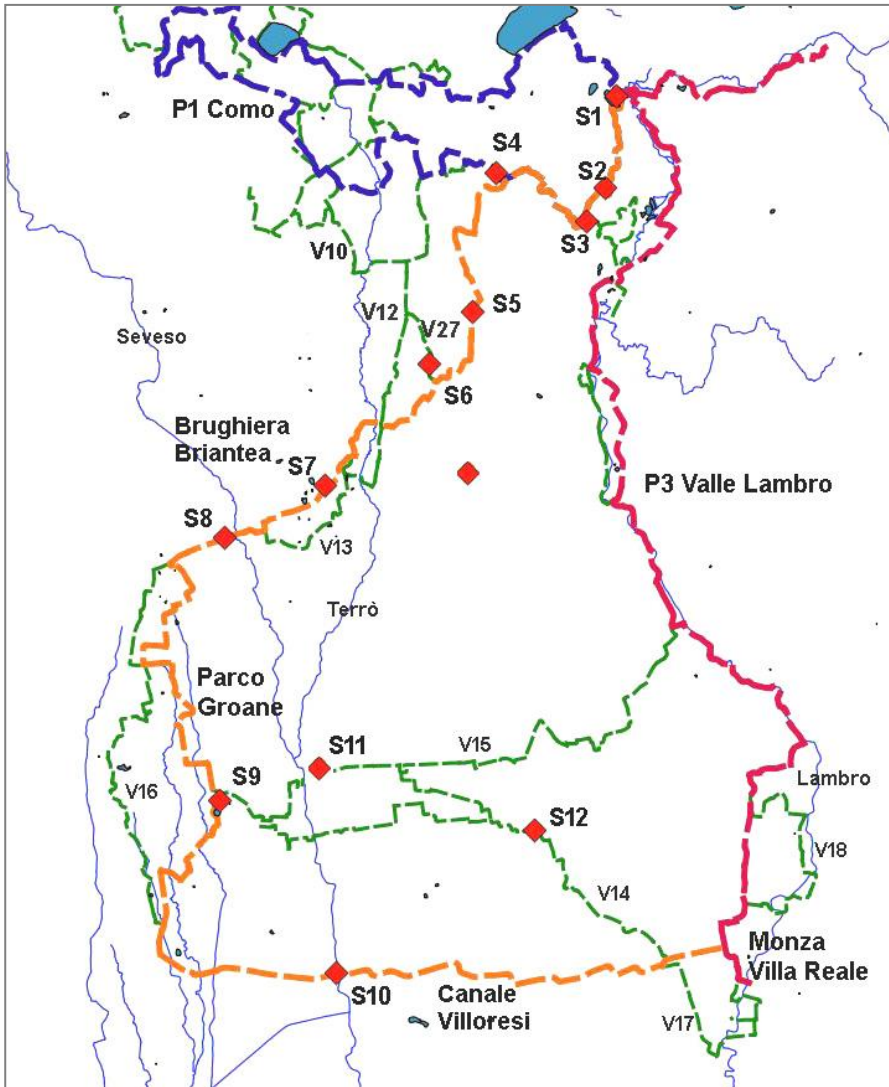 S1
P1 Como
S4
S2
S3
V10
V12
V27
S5
Seveso
S6
Brughiera
Briantea
S7
P3 Valle Lambro
S8
V13
Terrò
Parco
Groane
S11
V15
V16
S9
Lambro
S12
V18
V14
Monza
Villa Reale
S10
Canale
Villoresi
V17